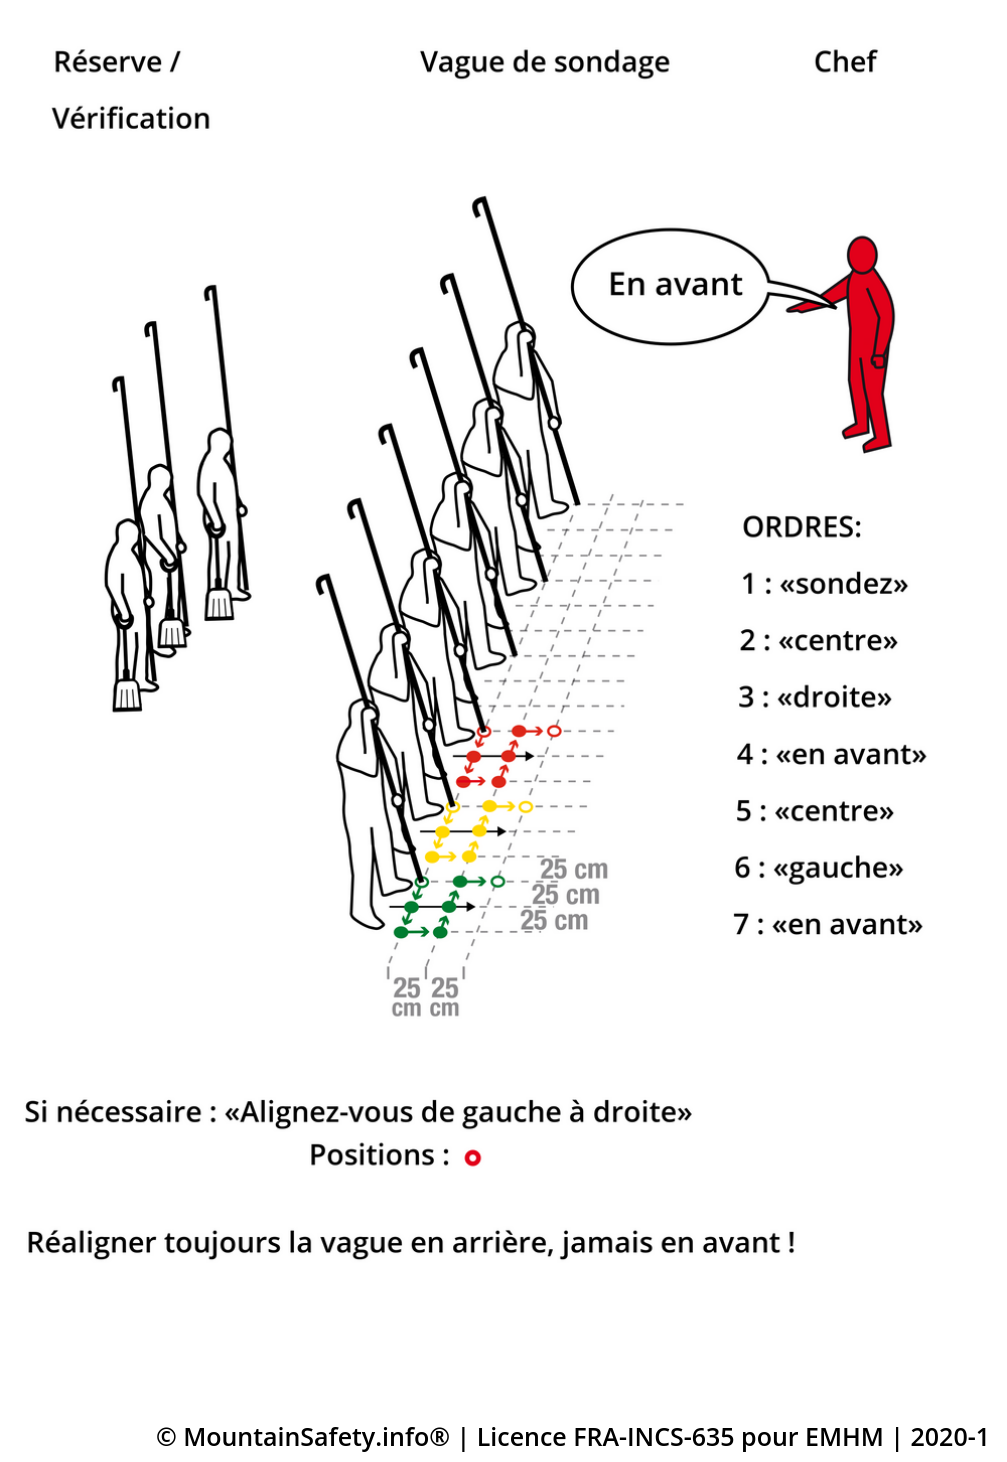 Réserve /
Vérification
Vague de sondage
Chef
En avant
ORDRES:
1 : «sondez»
2 : «centre»
3 : «droite»
4 : «en avant»
5 : «centre»
6 : «gauche»
7 : «en avant»
25 cm
25 cm
25 cm
25 25
cm cm
Si nécessaire : «Alignez-vous de gauche à droite»
Positions :
Réaligner toujours la vague en arrière, jamais en avant !
© MountainSafety.info® | Licence FRA-INCS-635 pour EMHM | 2020-1